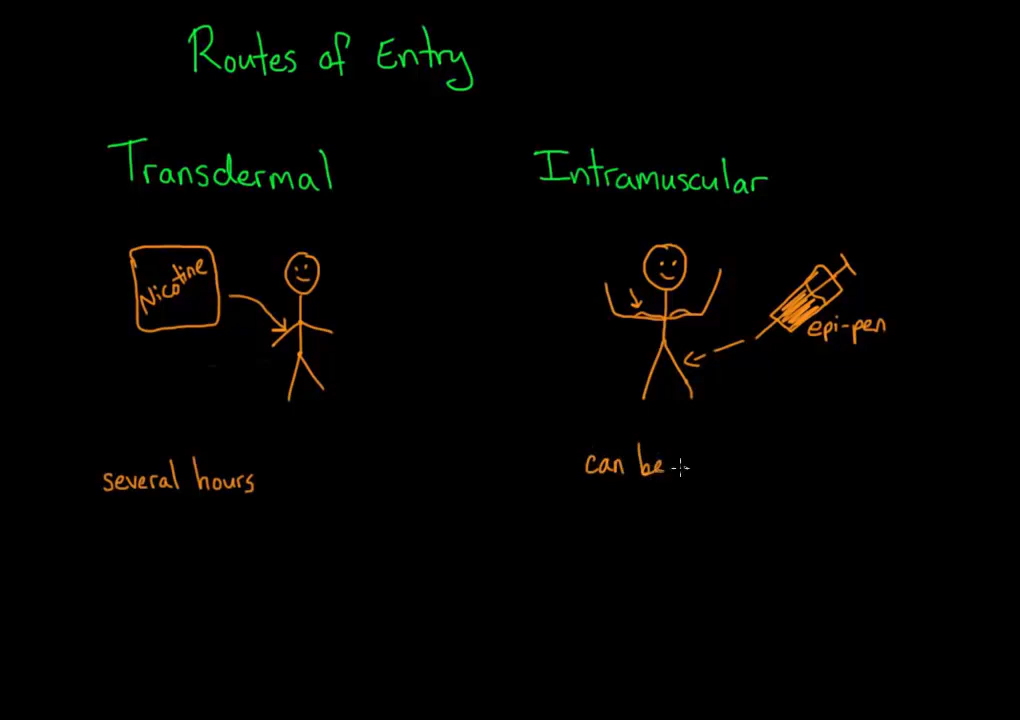 Routes of Entry
Transdermal
Intramuscular
Nicotine
epi-pen
several hours
can be